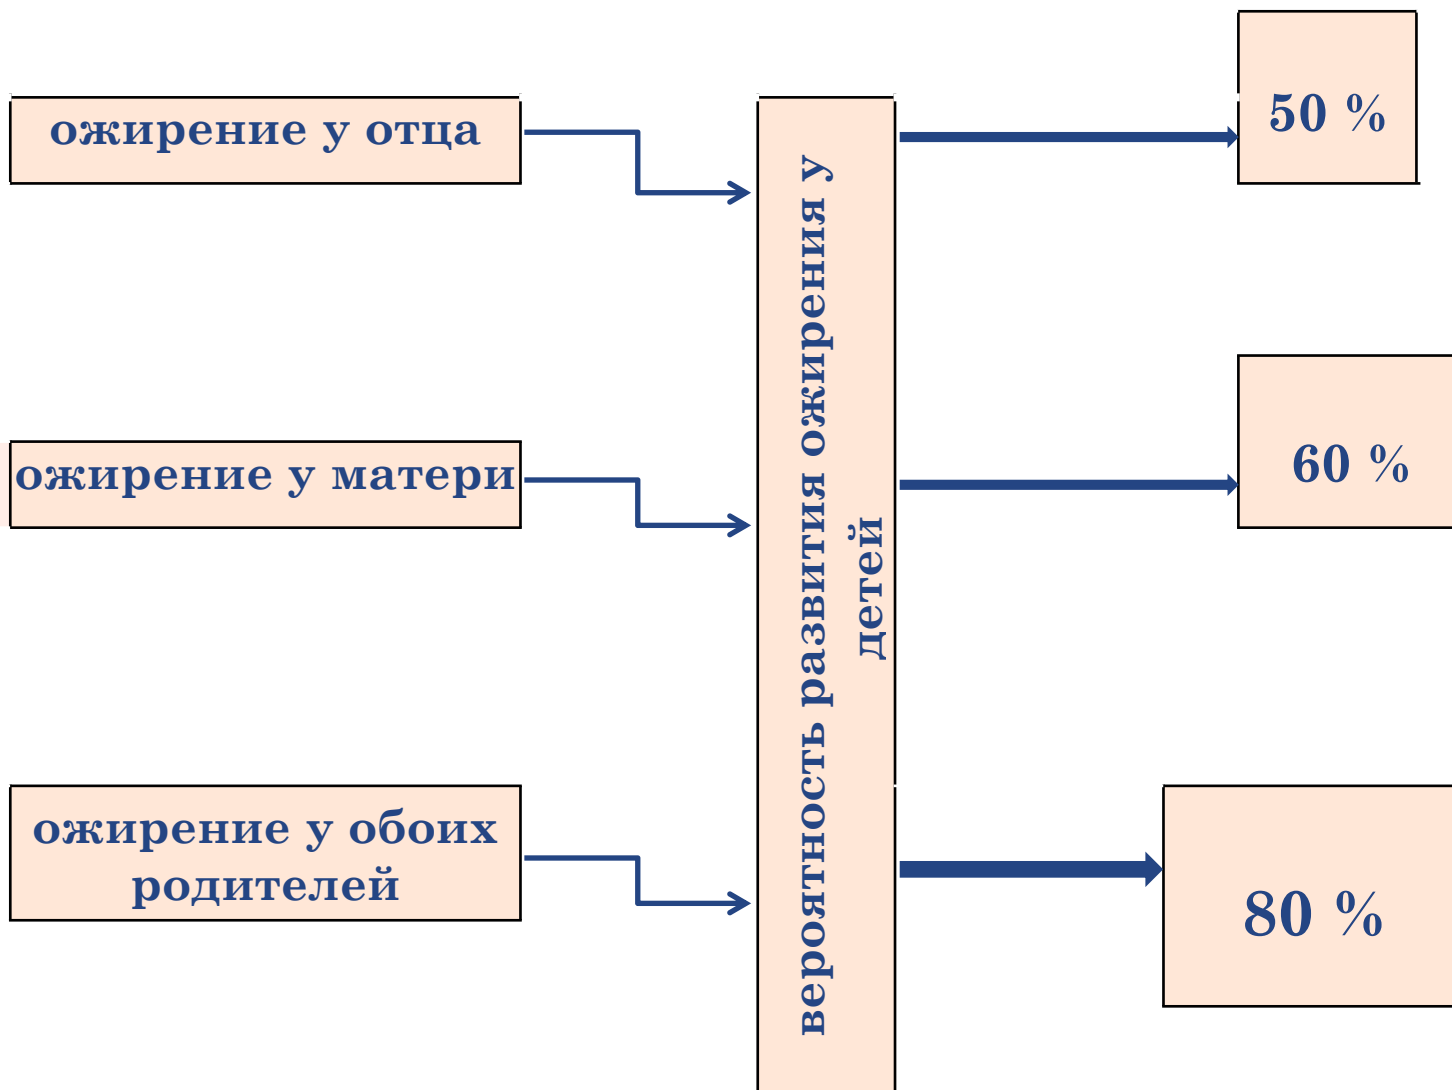 ожирение у отца
50 %
ожирение у матери
60 %
ожирение у обоих
родителей
80 %
вероятность развития ожирения у
детей